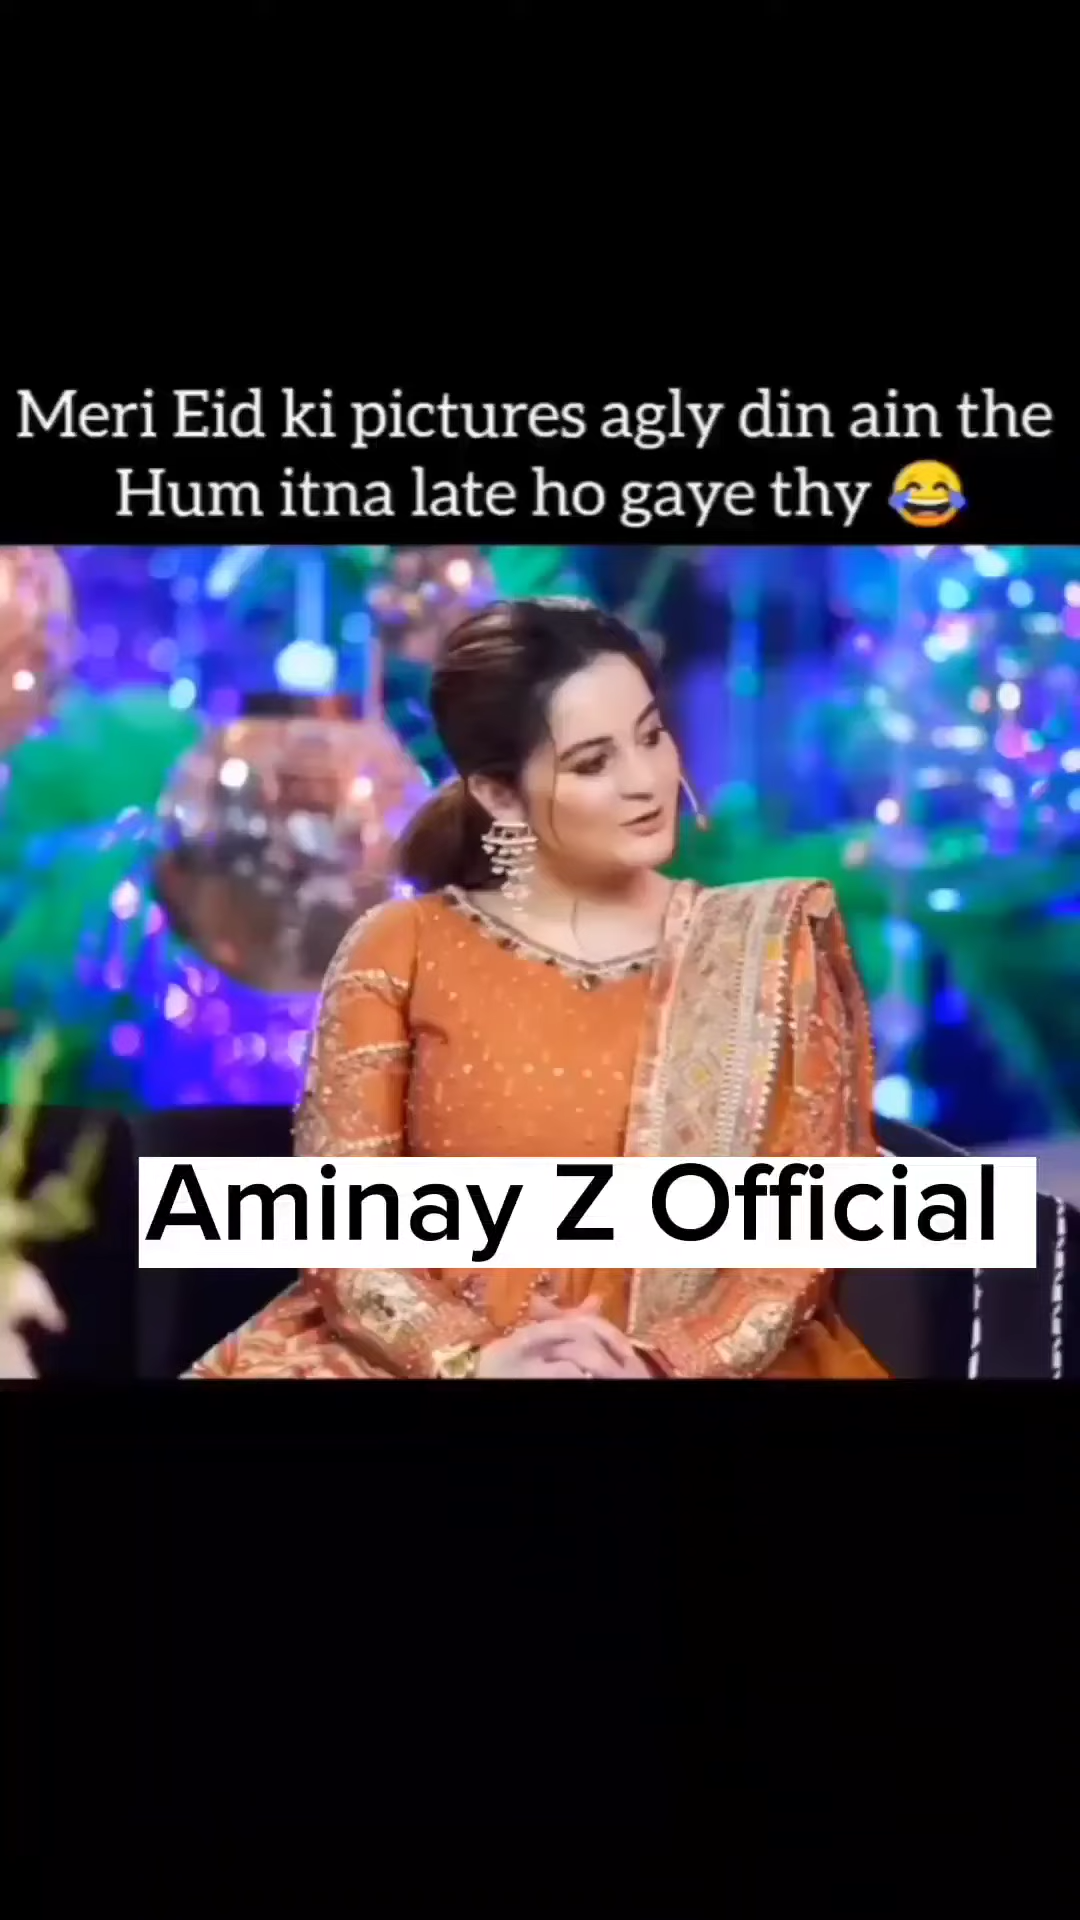 Meri Eid ki pictures agly din ain the
Hum itna late ho gaye thy 😂
Aminay Z Official